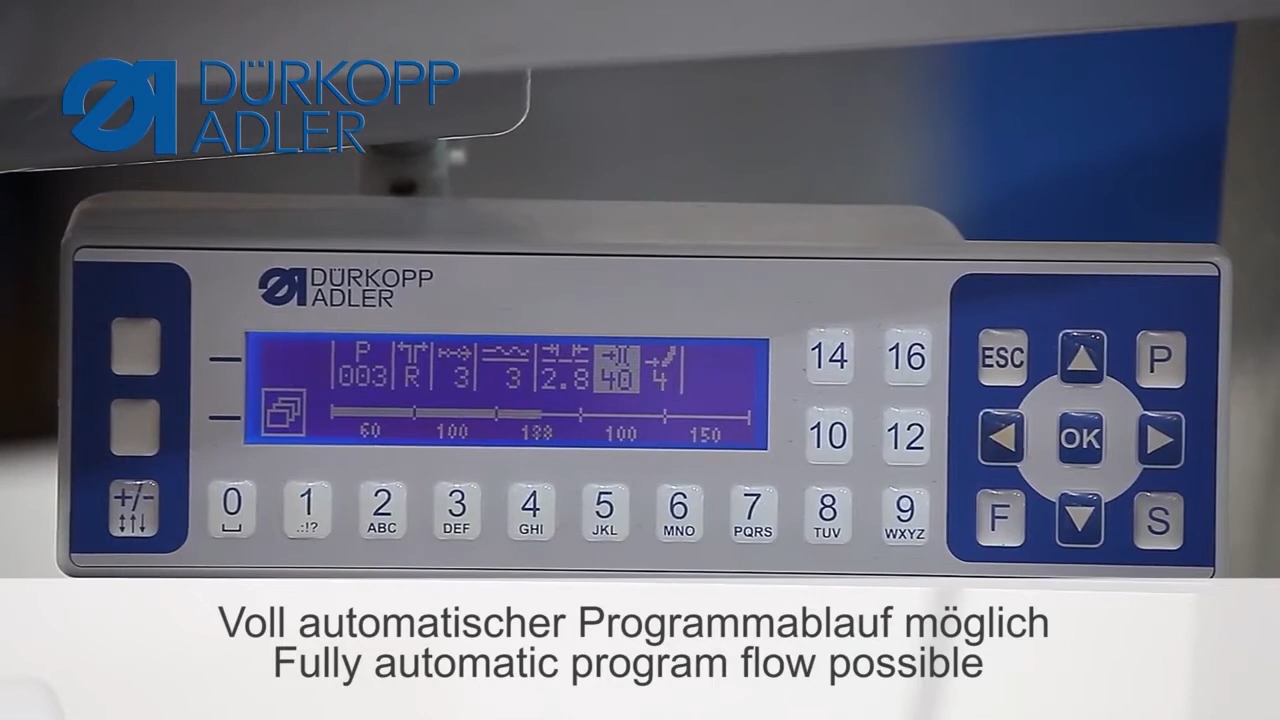 DÜRKOPP
ADLER
DÜRKOPP
ADLER
P R
003 3 3 2.8 40 4
60 100 100 150
14 16
10 12
ESC P
OK
F S
+/-
0 1 2 3 4 5 6 7 8 9
.:!? ABC DEF GHI JKL MNO PQRS TUV WXYZ
Voll automatischer Programmablauf möglich
Fully automatic program flow possible